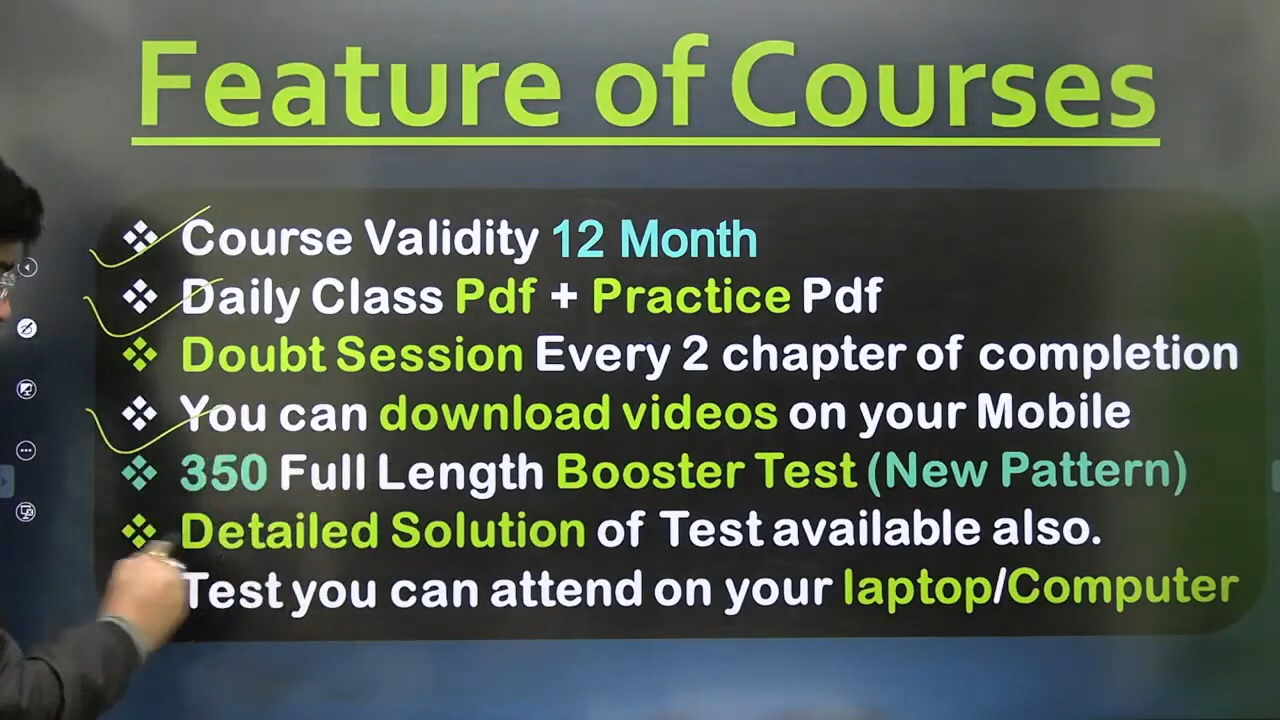 Feature of Courses
Course Validity 12 Month
Daily Class Pdf + Practice Pdf
Doubt Session Every 2 chapter of completion
You can download videos on your Mobile
350 Full Length Booster Test (New Pattern)
Detailed Solution of Test available also.
Test you can attend on your laptop/Computer